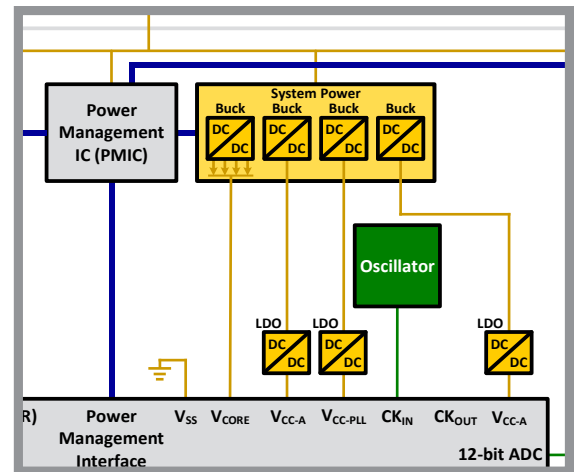 System Power
Buck Buck Buck Buck
DC DC DC DC
DC DC DC DC
Power
Management
IC (PMIC)
Oscillator
LDO LDO LDO
DC DC DC
DC DC DC
R) Power
Management
Interface
VSS VCORE VCC-A VCC-PLL CKIN CKOUT VCC-A
12-bit ADC